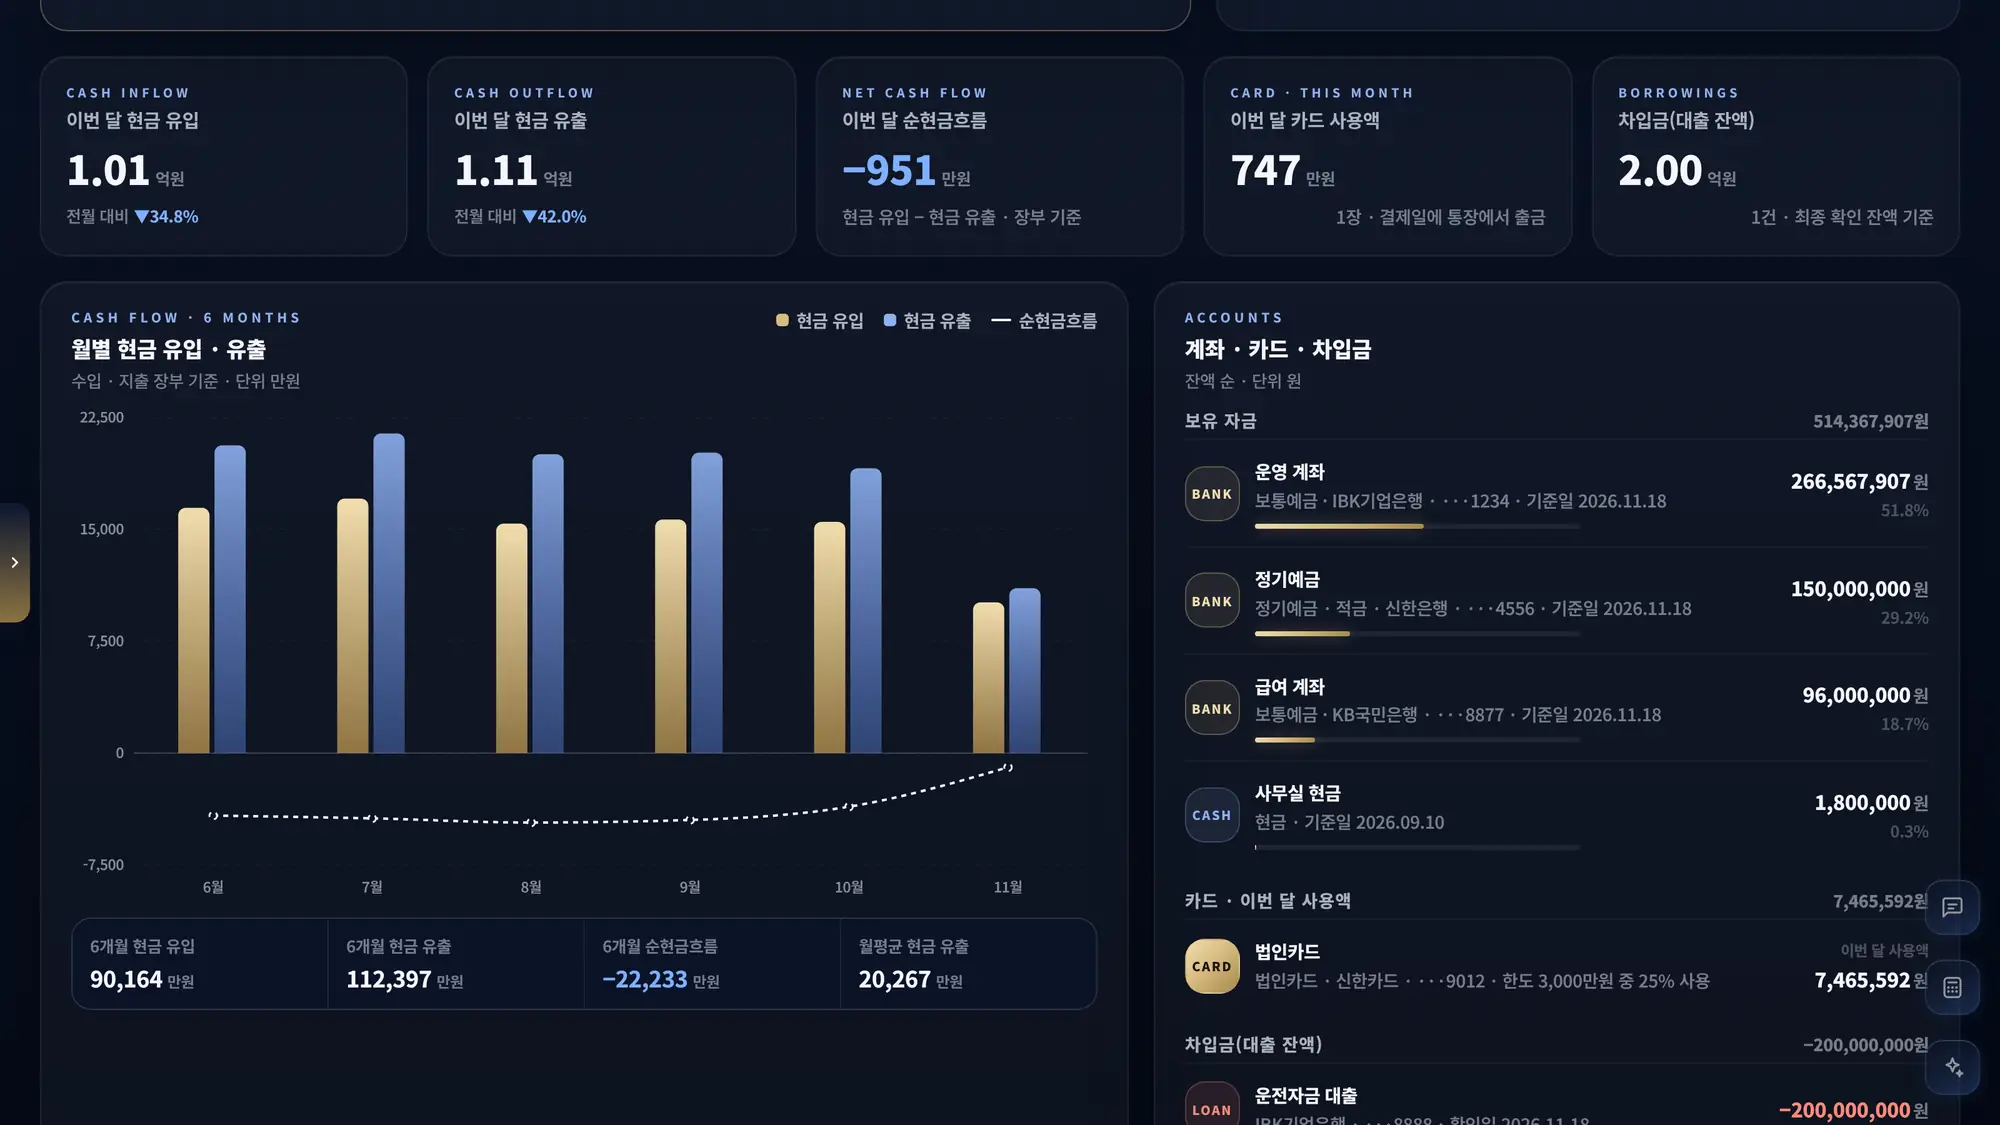 CASH INFLOW
이번 달 현금 유입
1.01 억원
전월 대비 ▼34.8%
CASH OUTFLOW
이번 달 현금 유출
1.11 억원
전월 대비 ▼42.0%
NET CASH FLOW
이번 달 순현금흐름
−951 만원
현금 유입 − 현금 유출 · 장부 기준
CARD · THIS MONTH
이번 달 카드 사용액
747 만원
1장 · 결제일에 통장에서 출금
BORROWINGS
차입금(대출 잔액)
2.00 억원
1건 · 최종 확인 잔액 기준
CASH FLOW · 6 MONTHS
월별 현금 유입 · 유출
수입 · 지출 장부 기준 · 단위 만원
현금 유입 현금 유출 순현금흐름
22,500
15,000
7,500
0
-7,500
6월 7월 8월 9월 10월 11월
6개월 현금 유입
90,164 만원
6개월 현금 유출
112,397 만원
6개월 순현금흐름
−22,233 만원
월평균 현금 유출
20,267 만원
ACCOUNTS
계좌 · 카드 · 차입금
잔액 순 · 단위 원
보유 자금 514,367,907원
BANK
운영 계좌
보통예금 · IBK기업은행 · ····1234 · 기준일 2026.11.18
266,567,907 원
51.8%
BANK
정기예금
정기예금 · 적금 · 신한은행 · ····4556 · 기준일 2026.11.18
150,000,000 원
29.2%
BANK
급여 계좌
보통예금 · KB국민은행 · ····8877 · 기준일 2026.11.18
96,000,000 원
18.7%
CASH
사무실 현금
현금 · 기준일 2026.09.10
1,800,000 원
0.3%
카드 · 이번 달 사용액 7,465,592원
CARD
법인카드
법인카드 · 신한카드 · ····9012 · 한도 3,000만원 중 25% 사용
이번 달 사용액
7,465,592 원
차입금(대출 잔액) −200,000,000원
LOAN
운전자금 대출
IBK기업은행 · ····8888 · 확인일 2026.11.18
−200,000,000 원